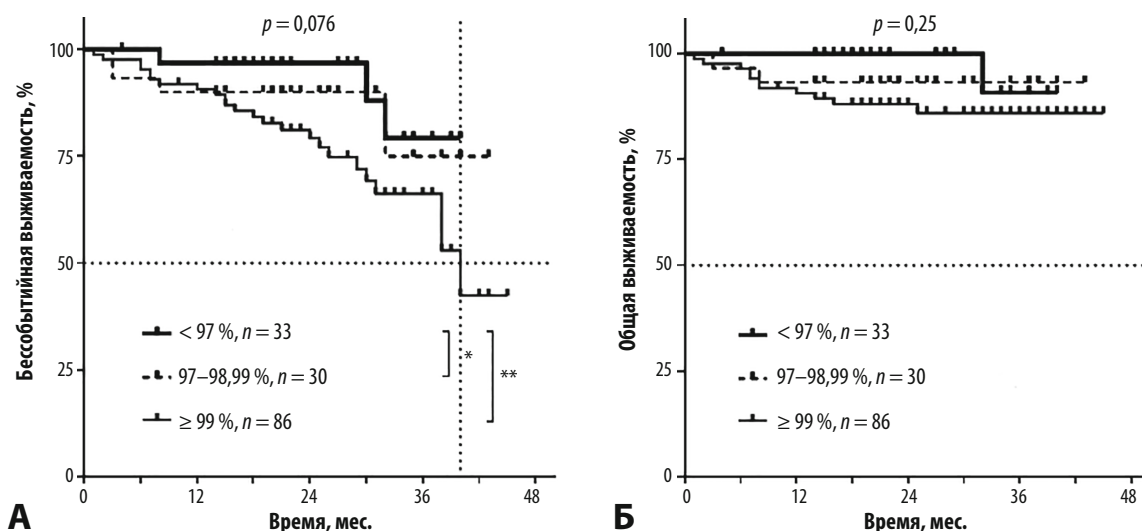 p = 0,076
Бессобытийная выживаемость, %
100
75
50
25
0
< 97 %, n = 33
97–98,99 %, n = 30
≥ 99 %, n = 86
*
**
0 12 24 36 48
Время, мес.
А
p = 0,25
Общая выживаемость, %
100
75
50
25
0
< 97 %, n = 33
97–98,99 %, n = 30
≥ 99 %, n = 86
0 12 24 36 48
Время, мес.
Б